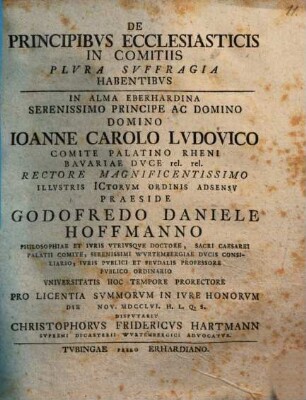 DE
PRINCIPIBVS ECCLESIASTICIS
IN COMITIIS
PLVRA SVFFRAGIA
HABENTIBVS
IN ALMA EBERHARDINA
SERENISSIMO PRINCIPE AC DOMINO
DOMINO
IOANNE CAROLO LVDOVICO
COMITE PALATINO RHENI
BAVARIAE DVCE rel. rel.
RECTORE MAGNIFICENTISSIMO
ILLVSTRIS ICTORVM ORDINIS ADSENSV
PRAESIDE
GODOFREDO DANIELE
HOFFMANNO
PHILOSOPHIAE ET IVRIS VTRIVSQVE DOCTORE, SACRI CAESAREI
PALATII COMITE, SERENISSIMI WVRTEMBERGIAE DVCIS CONSI-
LIARIO, IVRIS PVBLICI ET FEVDALIS PROFESSORE
PVBLICO ORDINARIO
VNIVERSITATIS HOC TEMPORE PRORECTORE
PRO LICENTIA SVMMORVM IN IVRE HONORVM
DIE NOV. MDCCLVI. H. L. Q. S.
DISPVTABIT
CHRISTOPHORVS FRIDERICVS HARTMANN
SVPREMI DICASTERII WVRTEMBERGICI ADVOCATVS.
TVBINGAE ERHARDIANO.